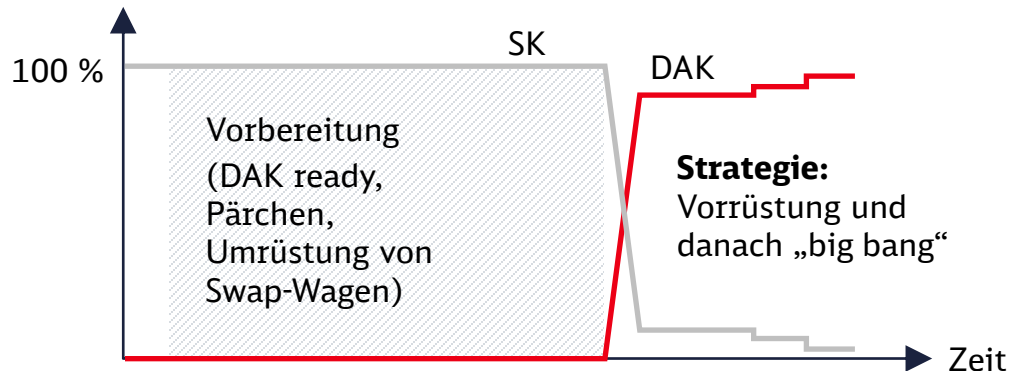 SK
100 %
DAK
Vorbereitung
(DAK ready,
Pärchen,
Umrüstung von
Swap-Wagen)
Strategie:
Vorrüstung und
danach „big bang“
Zeit